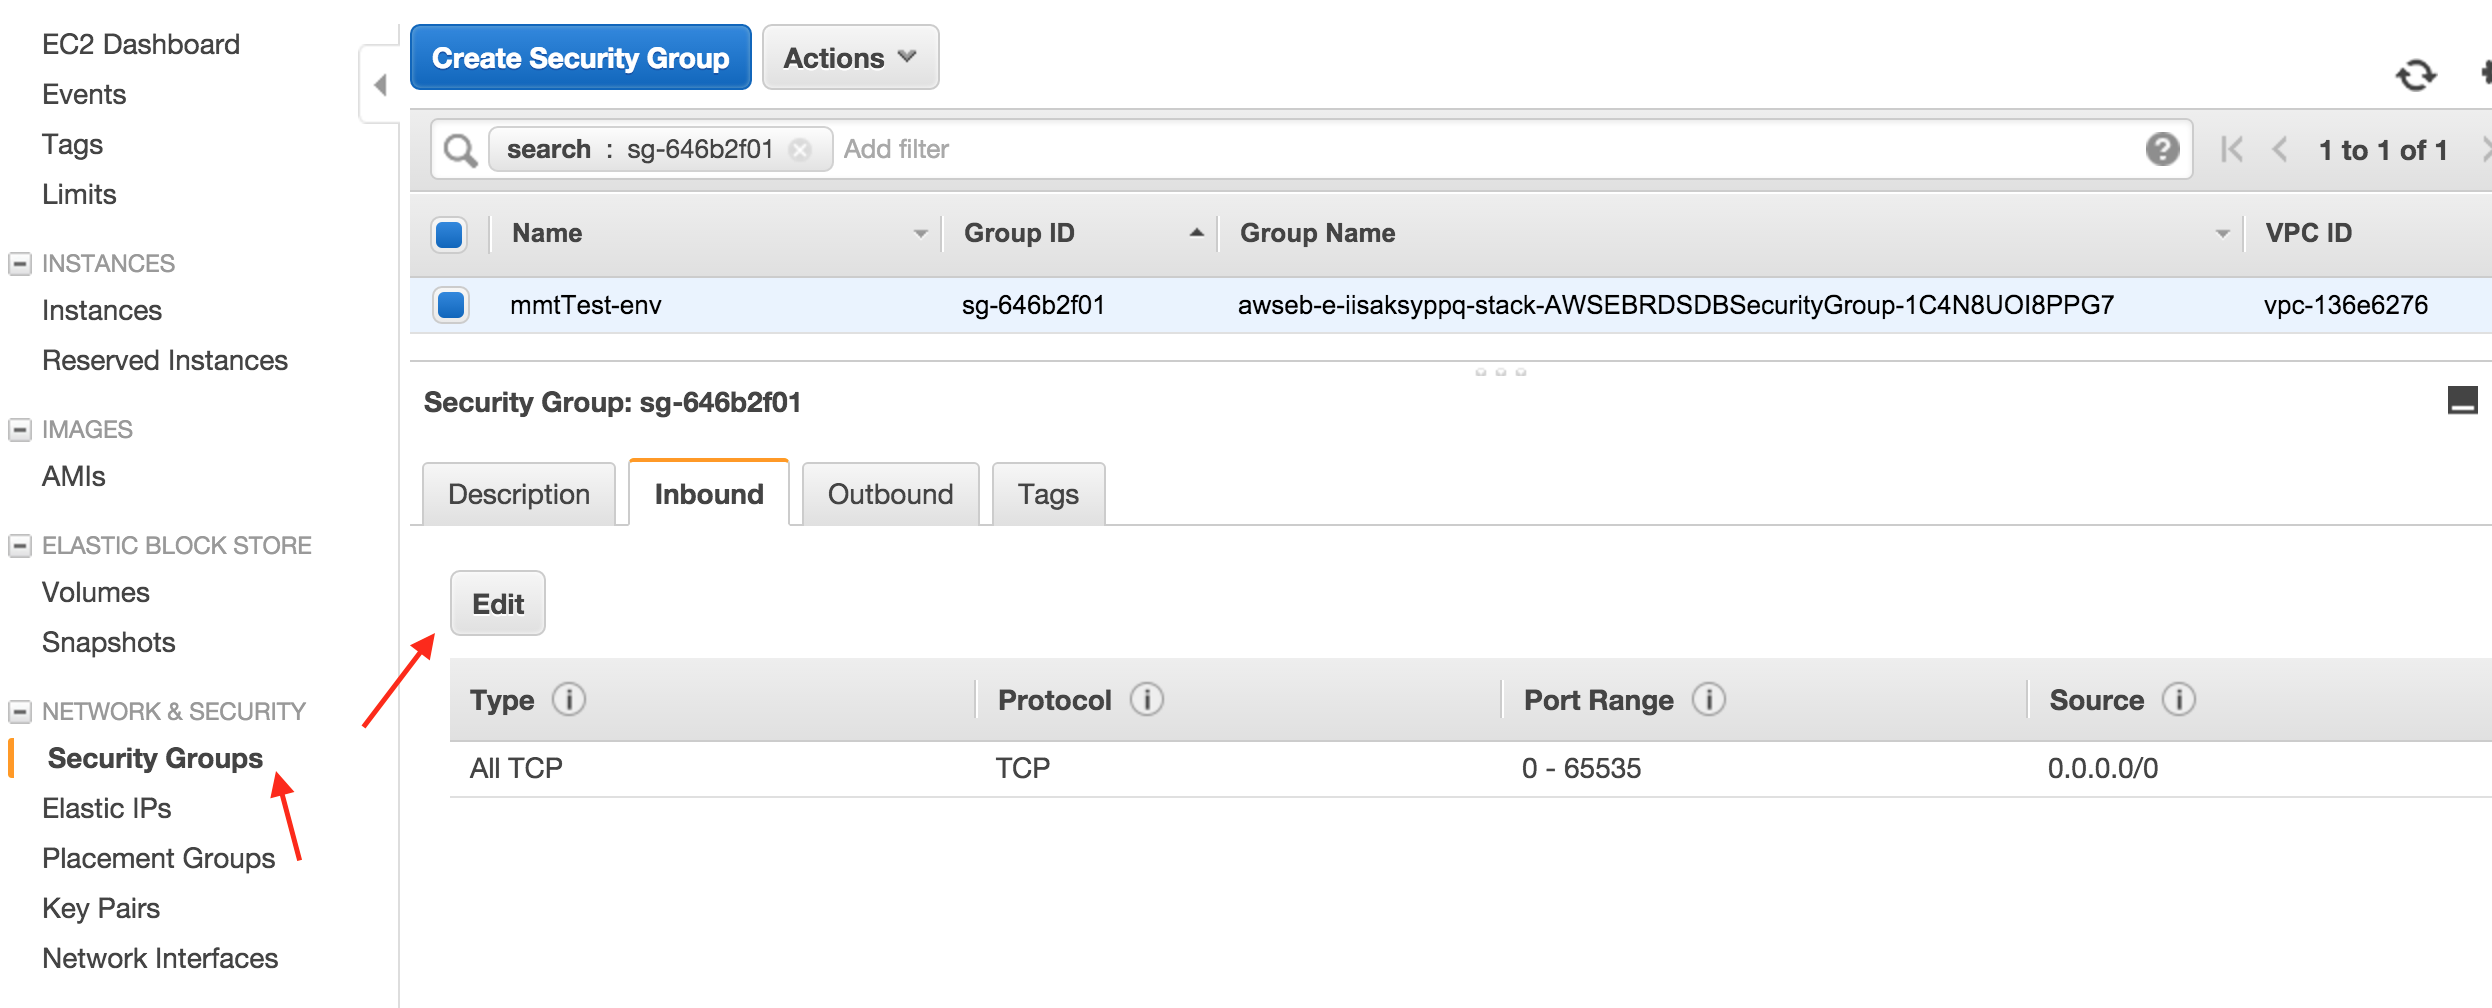 EC2 Dashboard
Events
Tags
Limits
INSTANCES
Instances
Reserved Instances
IMAGES
AMIs
ELASTIC BLOCK STORE
Volumes
Snapshots
NETWORK & SECURITY
Security Groups
Elastic IPs
Placement Groups
Key Pairs
Network Interfaces
Create Security Group Actions
search : sg-646b2f01 Add filter 1 to 1 of 1
Name Group ID Group Name VPC ID
mmtTest-env sg-646b2f01 awseb-e-iisaksyppq-stack-AWSEBRDSDBSecurityGroup-1C4N8UOI8PPG7 vpc-136e6276
Security Group: sg-646b2f01
Description Inbound Outbound Tags
Edit
Type Protocol Port Range Source
All TCP TCP 0 - 65535 0.0.0.0/0